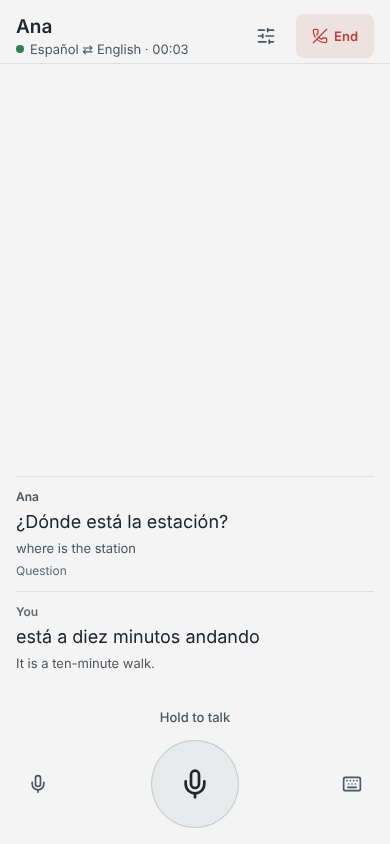 Ana
Español ⇄ English · 00:03
End
Ana
¿Dónde está la estación?
where is the station
Question
You
está a diez minutos andando
It is a ten-minute walk.
Hold to talk